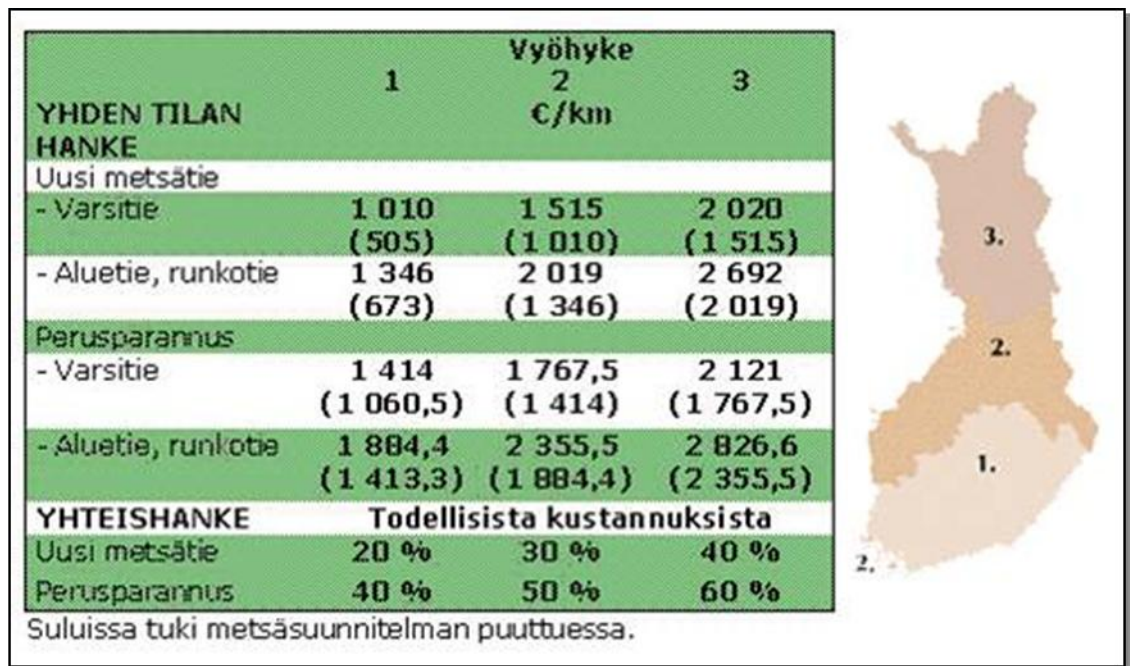 Vyöhyke
1 2 3
YHDEN TILAN €/km
HANKE
Uusi metsätie
- Varsitie 1 010 1 515 2 020
(505) (1 010) (1 515)
- Aluetie, runkotie 1 346 2 019 2 692
(673) (1 346) (2 019)
Perusparannus
- Varsitie 1 414 1 767,5 2 121
(1 060,5) (1 414) (1 767,5)
- Aluetie, runkotie 1 884,4 2 355,5 2 826,6
(1 413,3) (1 884,4) (2 355,5)
YHTEISHANKE Todellisista kustannuksista
Uusi metsätie 20 % 30 % 40 %
Perusparannus 40 % 50 % 60 %
Suluissa tuki metsäsuunnitelman puuttuessa.
3.
2.
1.
2.